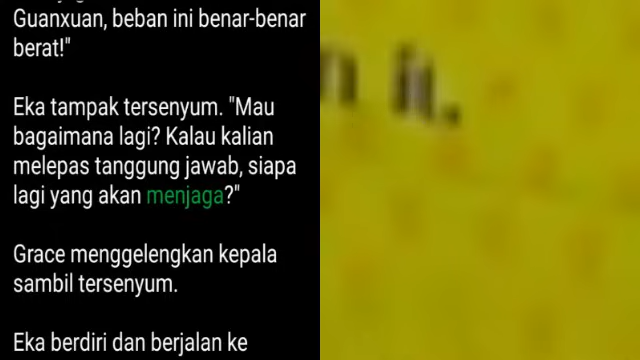 Guanxuan, beban ini benar-benar
berat!"
Eka tampak tersenyum. "Mau
bagaimana lagi? Kalau kalian
melepas tanggung jawab, siapa
lagi yang akan menjaga?"
Grace menggelengkan kepala
sambil tersenyum.
Eka berdiri dan berjalan ke